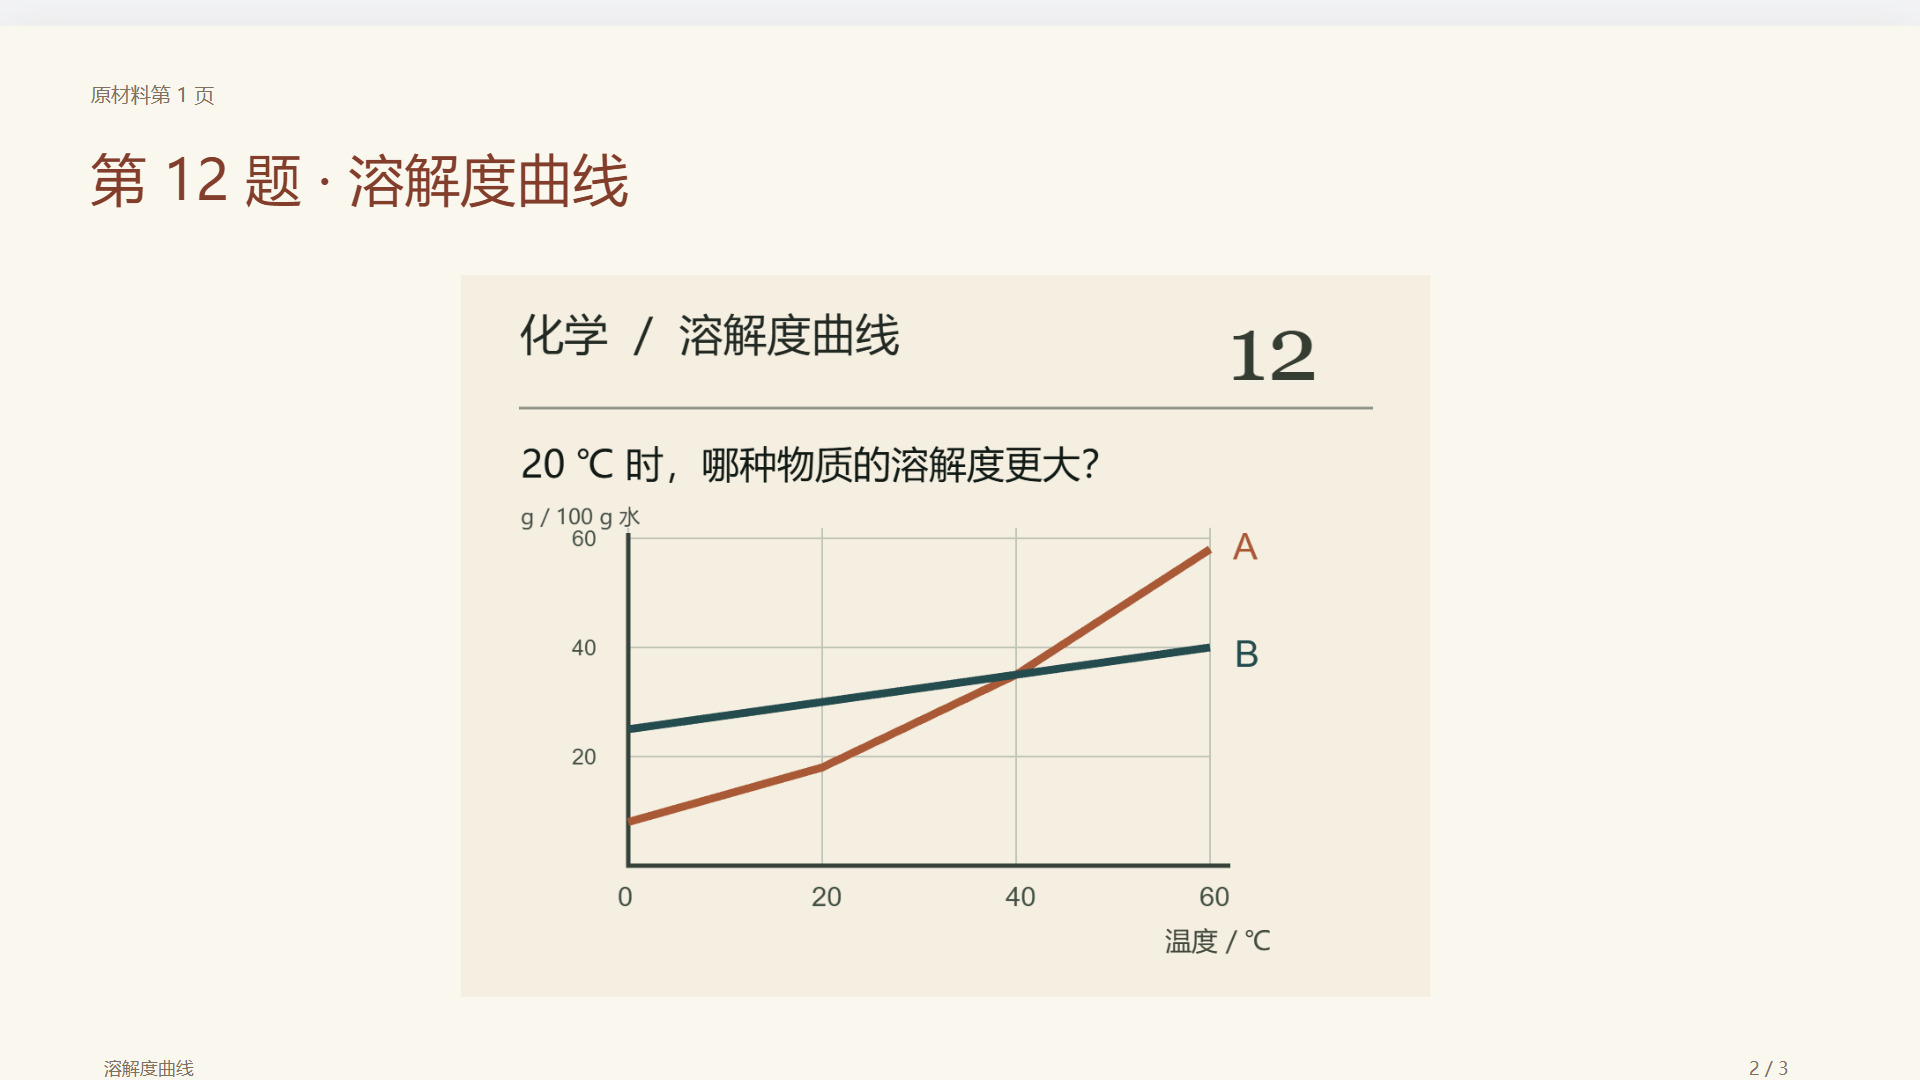 原材料第 1 页
第 12 题 · 溶解度曲线
化学 / 溶解度曲线
12
20 ℃ 时，哪种物质的溶解度更大？
g / 100 g 水
60
40
20
A
B
0 20 40 60
温度 / ℃
溶解度曲线
2 / 3